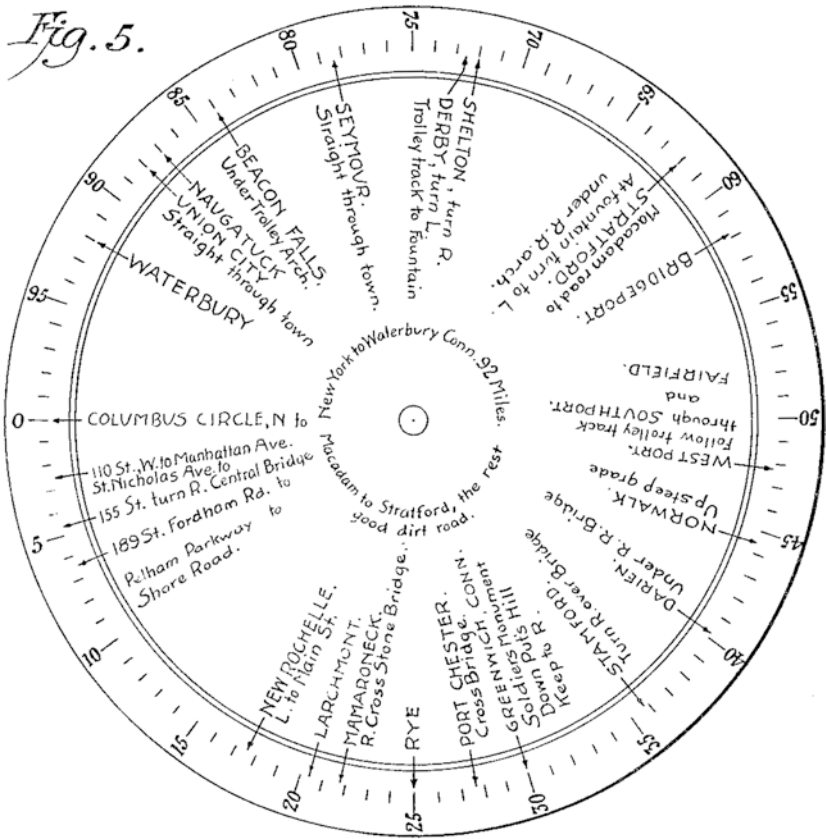 Fig. 5.
0
5
10
15
20
25
30
35
40
45
50
55
60
65
70
75
80
85
90
95
New York to Waterbury Conn. 92 Miles.
Macadam to Stratford, the rest
good dirt road.
COLUMBUS CIRCLE, N to
110 St., W. to Manhattan Ave.
St. Nicholas Ave. to
155 St. turn R. Central Bridge
189 St. Fordham Rd. to
Pelham Parkway to
Shore Road.
NEW ROCHELLE.
L. to Main St.
LARCHMONT.
MAMARONECK.
R. Cross Stone Bridge.
RYE
PORT CHESTER.
Cross Bridge. CONN.
GREENWICH,
Soldiers Monument
Down Puts Hill
Keep to R.
STAMFORD.
Turn R. over Bridge
DARIEN.
Under R.R. Bridge
NORWALK.
Up steep grade
WESTPORT.
Follow trolley track
through SOUTHPORT.
and
FAIRFIELD.
BRIDGEPORT.
Macadam road to
STRATFORD.
At fountain turn to L.
under R.R. arch.
SHELTON, turn R.
DERBY, turn L.
Trolley track to Fountain
SEYMOUR.
Straight through town.
BEACON FALLS.
Under Trolley Arch.
NAUGATUCK
UNION CITY
Straight through town
WATERBURY